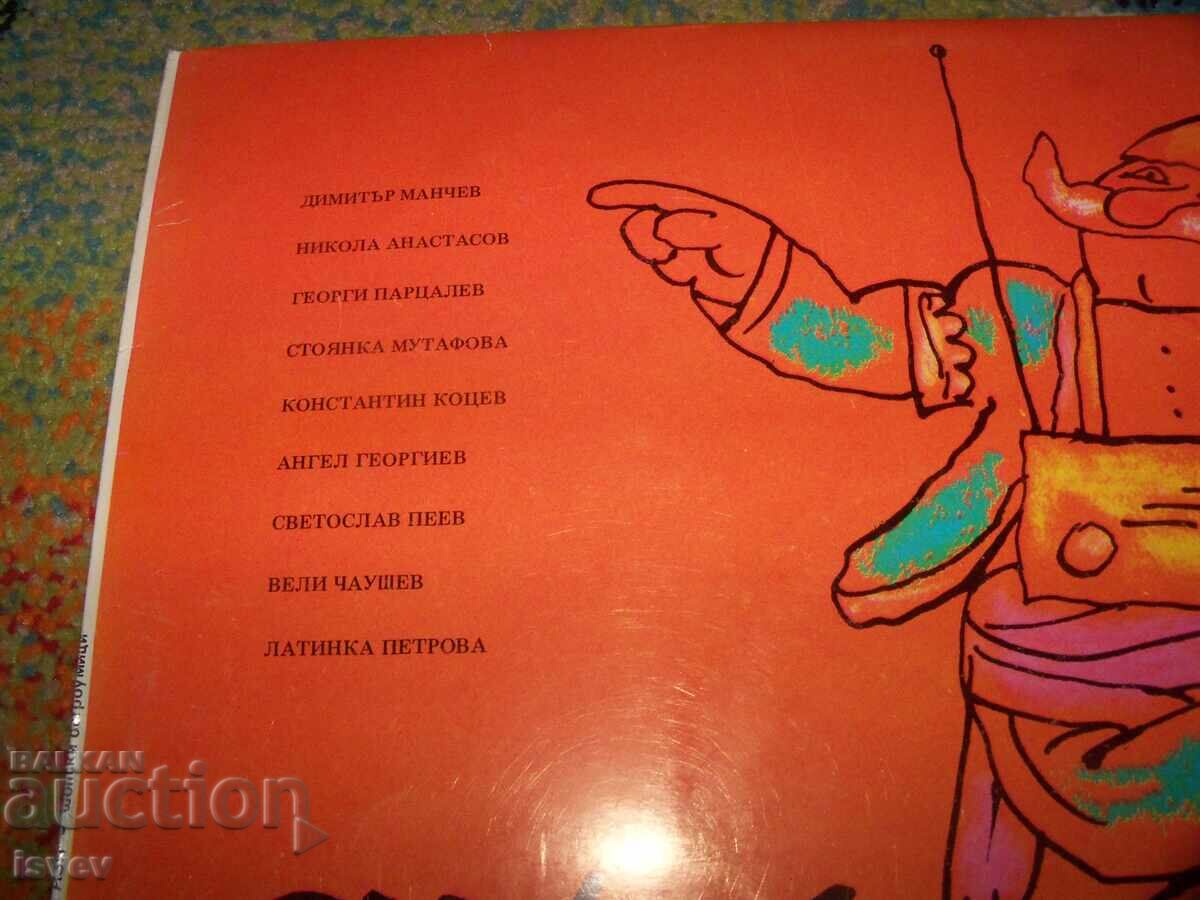 ДИМИТЪР МАНЧЕВ
НИКОЛА АНАСТАСОВ
ГЕОРГИ ПАРЦАЛЕВ
СТОЯНКА МУТАФОВА
КОНСТАНТИН КОЦЕВ
АНГЕЛ ГЕОРГИЕВ
СВЕТОСЛАВ ПЕЕВ
ВЕЛИ ЧАУШЕВ
ЛАТИНКА ПЕТРОВА
остроумици
BALKAN
auction
isvev